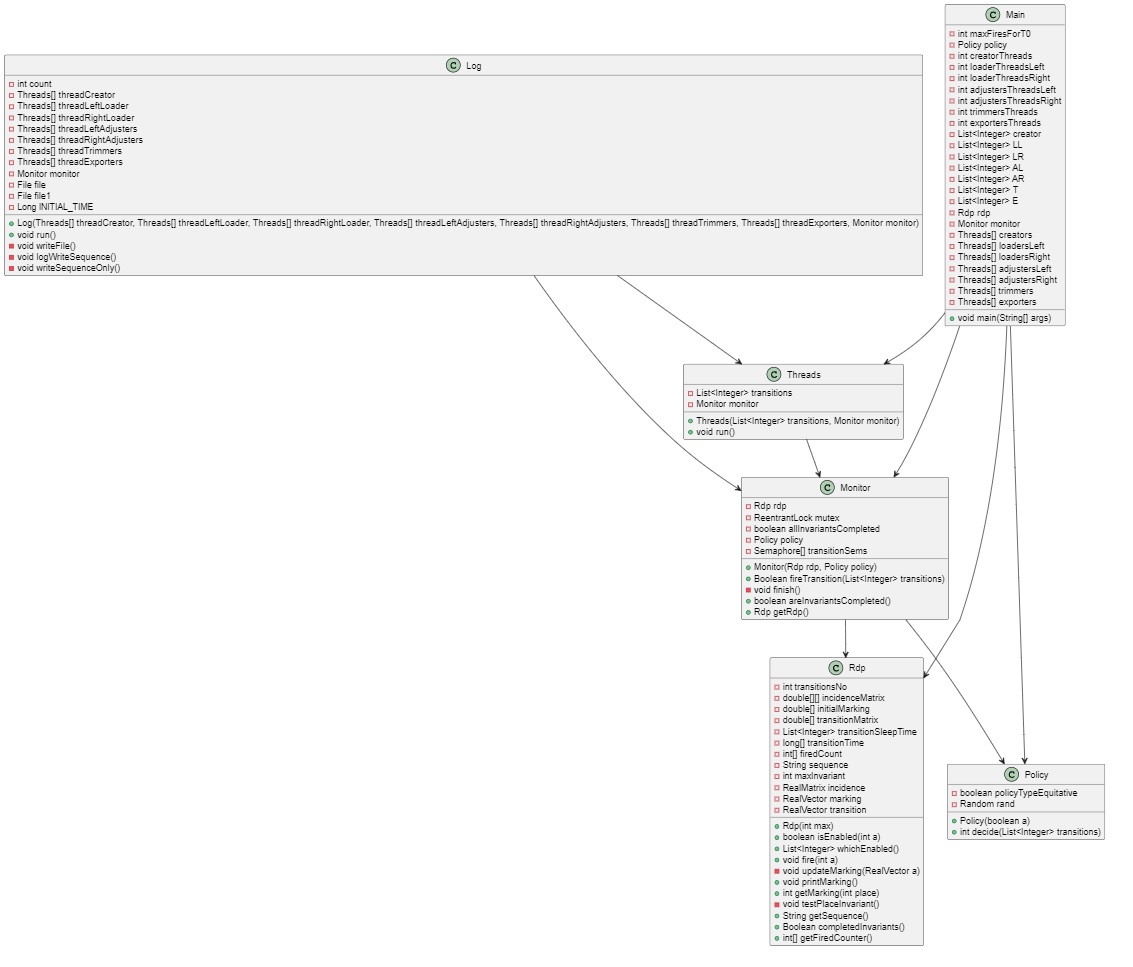 C Main
int maxFiresForT0
Policy policy
int creatorThreads
int loaderThreadsLeft
int loaderThreadsRight
int adjustersThreadsLeft
int adjustersThreadsRight
int trimmersThreads
int exportersThreads
List<Integer> creator
List<Integer> LL
List<Integer> LR
List<Integer> AL
List<Integer> AR
List<Integer> T
List<Integer> E
Rdp rdp
Monitor monitor
Threads[] creators
Threads[] loadersLeft
Threads[] loadersRight
Threads[] adjustersLeft
Threads[] adjustersRight
Threads[] trimmers
Threads[] exporters
void main(String[] args)
C Log
int count
Threads[] threadCreator
Threads[] threadLeftLoader
Threads[] threadRightLoader
Threads[] threadLeftAdjusters
Threads[] threadRightAdjusters
Threads[] threadTrimmers
Threads[] threadExporters
Monitor monitor
File file
File file1
Long INITIAL_TIME
Log(Threads[] threadCreator, Threads[] threadLeftLoader, Threads[] threadRightLoader, Threads[] threadLeftAdjusters, Threads[] threadRightAdjusters, Threads[] threadTrimmers, Threads[] threadExporters, Monitor monitor)
void run()
void writeFile()
void logWriteSequence()
void writeSequenceOnly()
C Threads
List<Integer> transitions
Monitor monitor
Threads(List<Integer> transitions, Monitor monitor)
void run()
C Monitor
Rdp rdp
ReentrantLock mutex
boolean allInvariantsCompleted
Policy policy
Semaphore[] transitionSems
Monitor(Rdp rdp, Policy policy)
Boolean fireTransition(List<Integer> transitions)
void finish()
boolean areInvariantsCompleted()
Rdp getRdp()
C Rdp
int transitionsNo
double[][] incidenceMatrix
double[] initialMarking
double[] transitionMatrix
List<Integer> transitionSleepTime
long[] transitionTime
int[] firedCount
String sequence
int maxInvariant
RealMatrix incidence
RealVector marking
RealVector transition
Rdp(int max)
boolean isEnabled(int a)
List<Integer> whichEnabled()
void fire(int a)
void updateMarking(RealVector a)
void printMarking()
int getMarking(int place)
void testPlaceInvariant()
String getSequence()
Boolean completedInvariants()
int[] getFiredCounter()
C Policy
boolean policyTypeEquitative
Random rand
Policy(boolean a)
int decide(List<Integer> transitions)